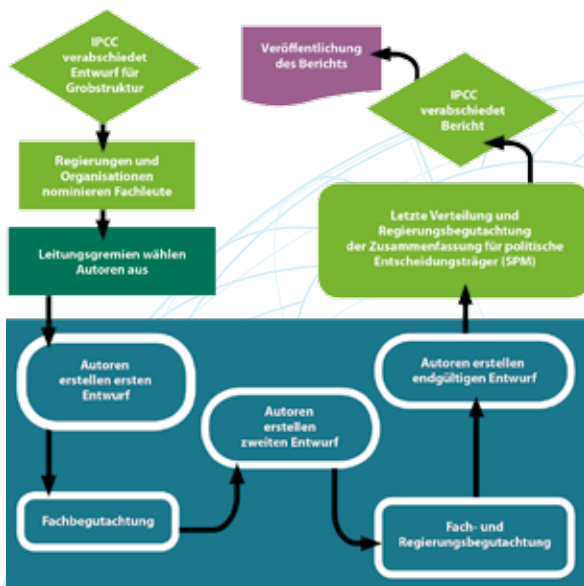 IPCC
verabschiedet
Entwurf für
Grobstruktur
Regierungen und
Organisationen
nominieren Fachleute
Leitungsgremien wählen
Autoren aus
Autoren
erstellen ersten
Entwurf
Fachbegutachtung
Autoren
erstellen
zweiten Entwurf
Fach- und
Regierungsbegutachtung
Autoren erstellen
endgültigen Entwurf
Letzte Verteilung und
Regierungsbegutachtung
der Zusammenfassung für politische
Entscheidungsträger (SPM)
IPCC
verabschiedet
Bericht
Veröffentlichung
des Berichts